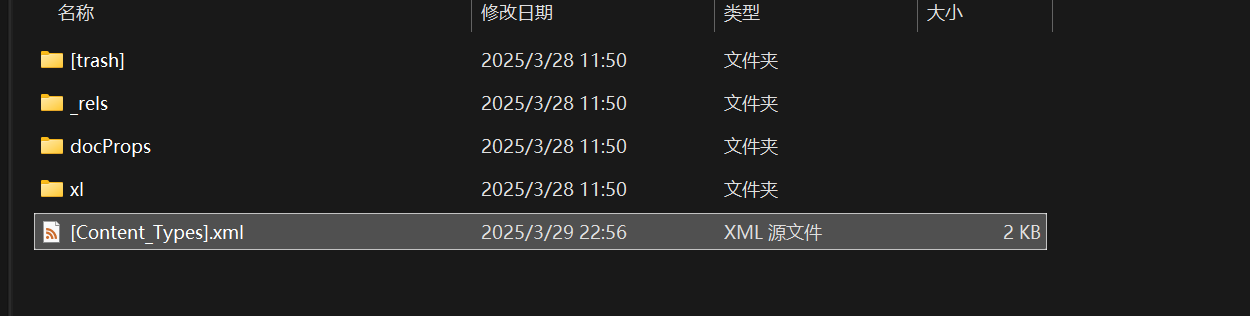 名称 修改日期 类型 大小
[trash] 2025/3/28 11:50 文件夹
_rels 2025/3/28 11:50 文件夹
docProps 2025/3/28 11:50 文件夹
xl 2025/3/28 11:50 文件夹
[Content_Types].xml 2025/3/29 22:56 XML 源文件 2 KB